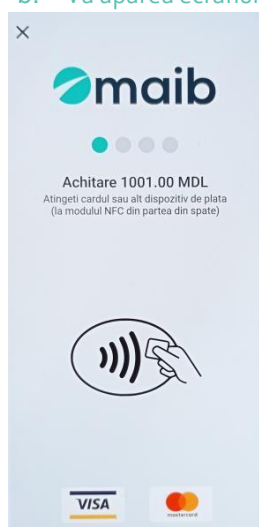 b. Va apărea ecranul
maib
Achitare 1001.00 MDL
Atingeti cardul sau alt dispozitiv de plata
(la modulul NFC din partea din spate)
VISA
mastercard